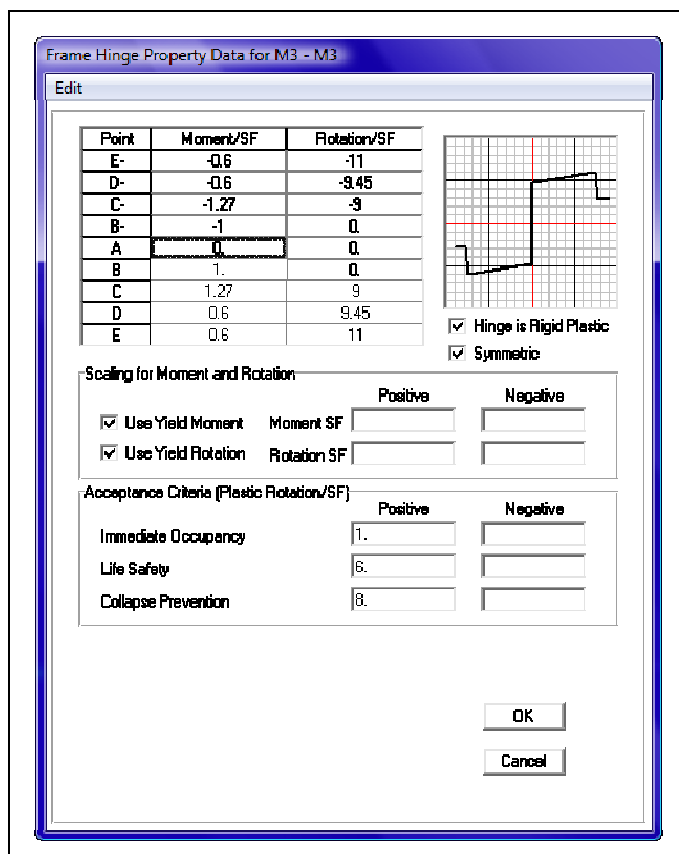 Frame Hinge Property Data for M3 - M3
Edit
Point Moment/SF Rotation/SF
E- -0.6 -11
D- -0.6 -9.45
C- -1.27 -9
B- -1 0.
A 0. 0.
B 1. 0.
C 1.27 9
D 0.6 9.45
E 0.6 11
Hinge is Rigid Plastic
Symmetric
Scaling for Moment and Rotation
Positive Negative
Use Yield Moment Moment SF
Use Yield Rotation Rotation SF
Acceptance Criteria (Plastic Rotation/SF)
Positive Negative
Immediate Occupancy 1.
Life Safety 6.
Collapse Prevention 8.
OK
Cancel